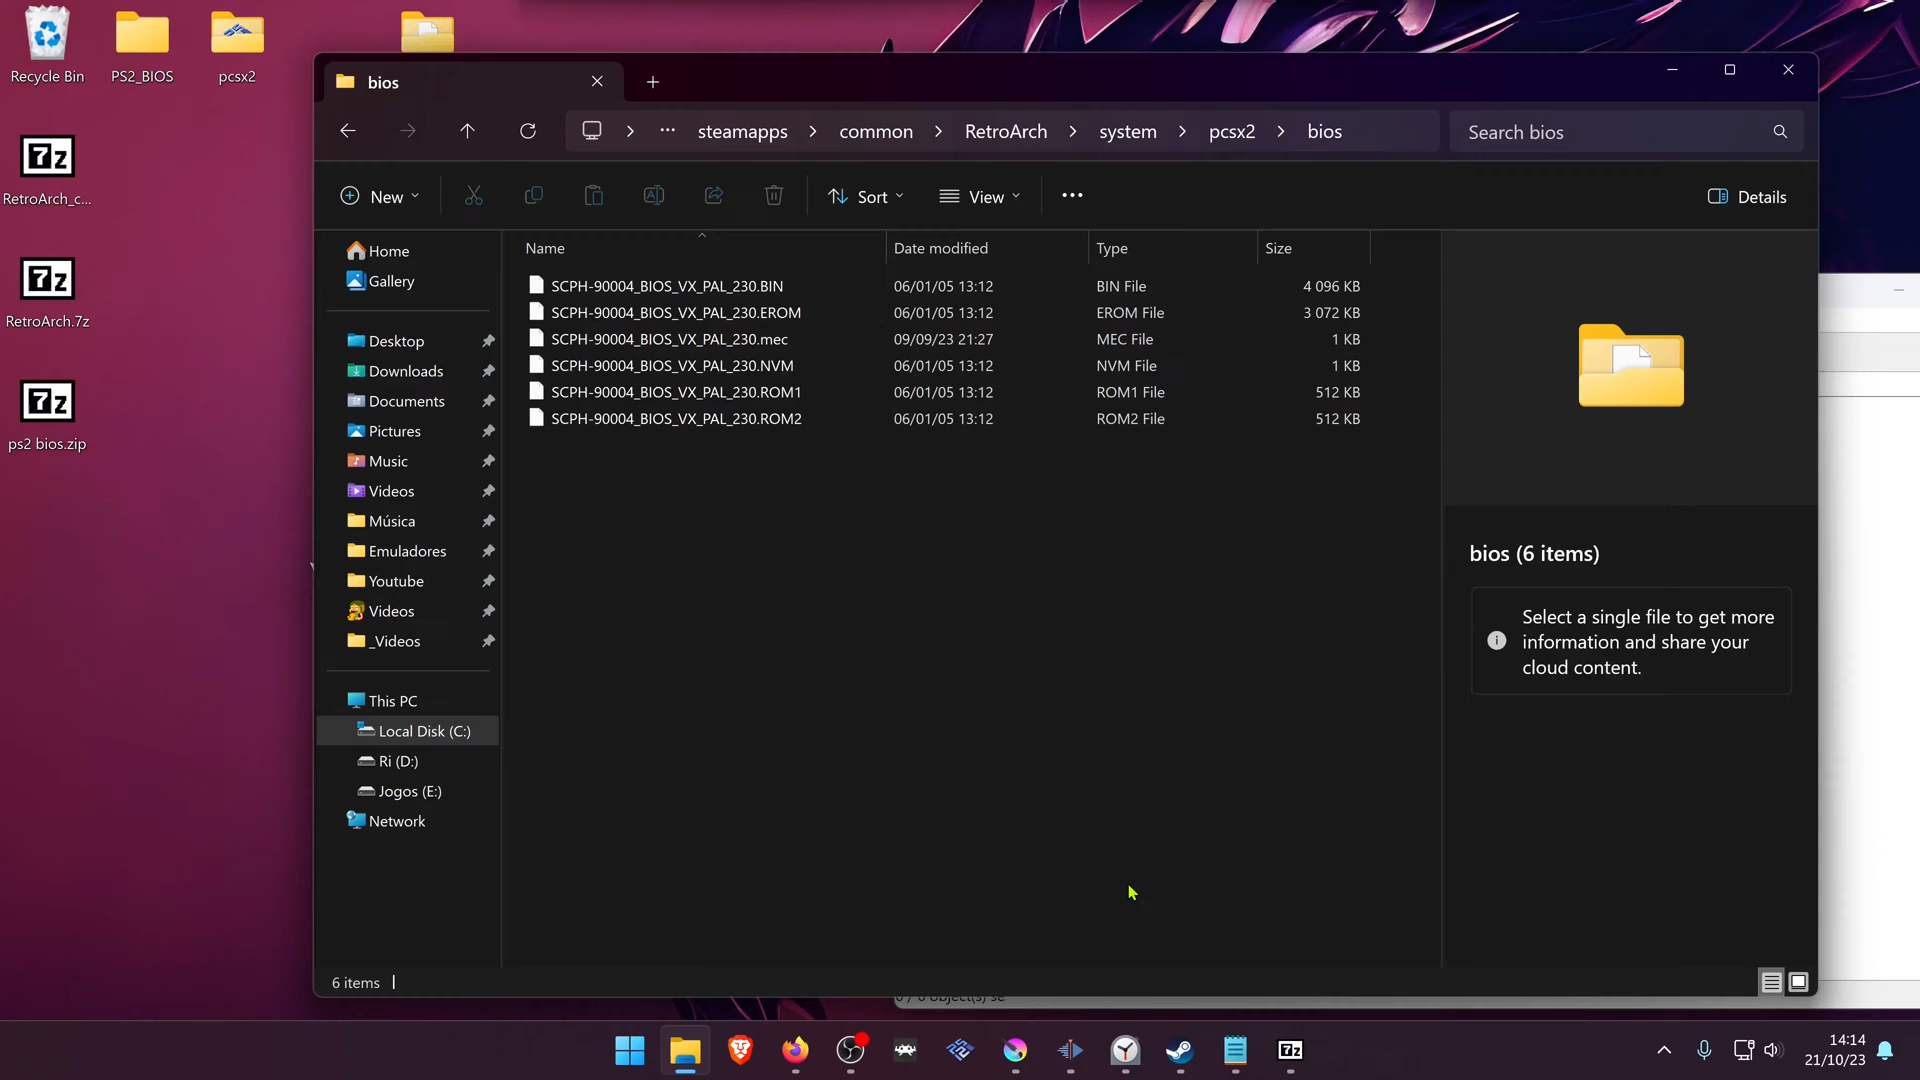 Recycle Bin
PS2_BIOS
pcsx2
RetroArch_c...
RetroArch.7z
ps2 bios.zip
bios
steamapps > common > RetroArch > system > pcsx2 > bios
Search bios
New
Sort
View
Details
Name
Date modified
Type
Size
SCPH-90004_BIOS_VX_PAL_230.BIN 06/01/05 13:12 BIN File 4 096 KB
SCPH-90004_BIOS_VX_PAL_230.EROM 06/01/05 13:12 EROM File 3 072 KB
SCPH-90004_BIOS_VX_PAL_230.mec 09/09/23 21:27 MEC File 1 KB
SCPH-90004_BIOS_VX_PAL_230.NVM 06/01/05 13:12 NVM File 1 KB
SCPH-90004_BIOS_VX_PAL_230.ROM1 06/01/05 13:12 ROM1 File 512 KB
SCPH-90004_BIOS_VX_PAL_230.ROM2 06/01/05 13:12 ROM2 File 512 KB
Home
Gallery
Desktop
Downloads
Documents
Pictures
Music
Videos
Música
Emuladores
Youtube
Videos
_Videos
This PC
Local Disk (C:)
Ri (D:)
Jogos (E:)
Network
bios (6 items)
Select a single file to get more
information and share your
cloud content.
6 items
14:14
21/10/23